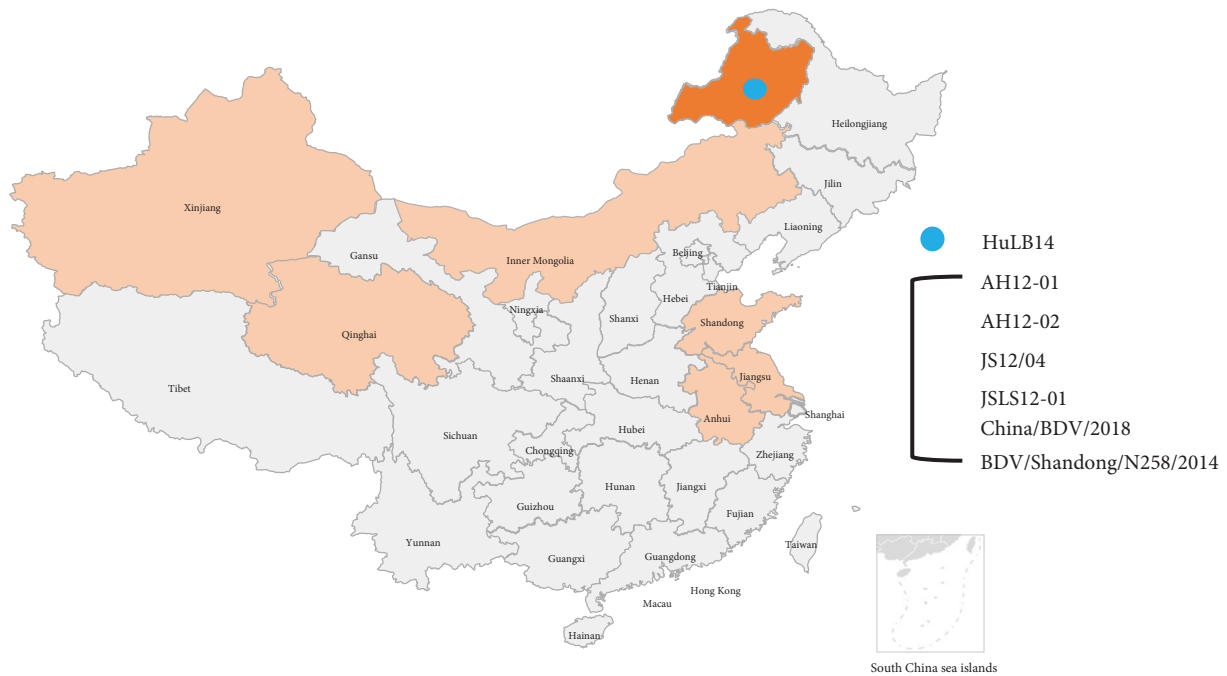 Heilongjiang
Jilin
Xinjiang
Liaoning
HuLB14
Gansu
Beijing
Inner Mongolia
AH12-01
Tianjin
Hebei
Ningxia
Shanxi
Shandong
AH12-02
Qinghai
JS12/04
Shaanxi
Henan
Jiangsu
Tibet
JSLS12-01
Anhui
Shanghai
Hubei
China/BDV/2018
Sichuan
Chongqing
Zhejiang
BDV/Shandong/N258/2014
Hunan
Jiangxi
Guizhou
Fujian
Yunnan
Taiwan
Guangxi
Guangdong
Hong Kong
Macau
Hainan
South China sea islands